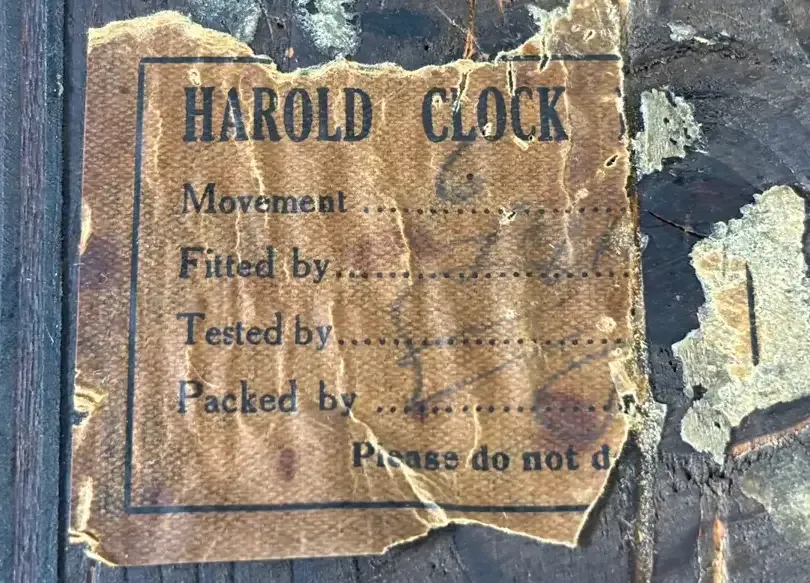 HAROLD CLOCK
Movement ........................
Fitted by ........................
Tested by ........................
Packed by ........................
Please do not d